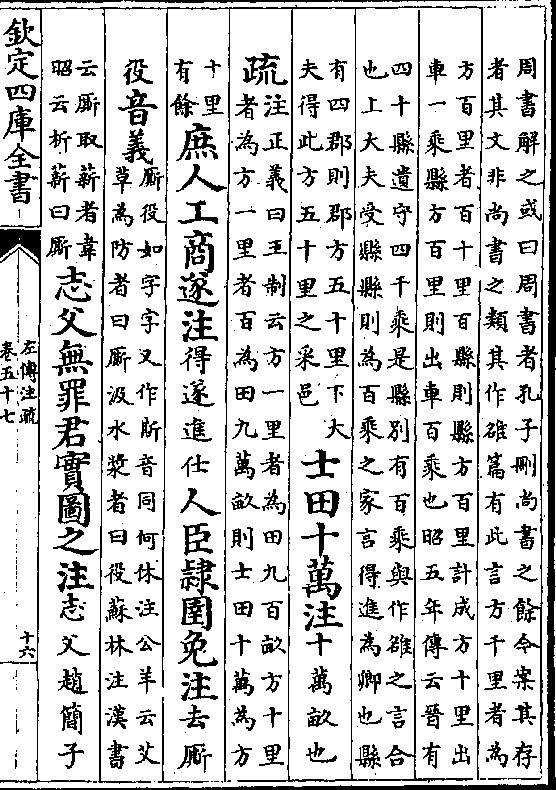 周書解之或曰周書者孔子刪尚書之餘今案其存
者其文非尚書之類其作雒篇有此言方千里者為
方百里者百十里百縣則縣方百里計成方十里出
車一乘縣方百里則出車百乘也昭五年傳云晉有
四十縣遺守四千乘是縣別有百乘與作雒之言合
也上大夫受縣縣則為百乘之家言得進為卿也縣
有四郡則郡方五十里下大
夫得此方五十里之采邑
士田十萬注十萬畝也
疏
注正義曰王制云方一里者為田九百畝方十里
者為方一里者百為田九萬畝則士田十萬為方
十里
有餘
庶人工商遂注得遂進仕人臣隸圉免注去厮
役音義
厮役如字字又作斯音同何休注公羊云艾
草為防者曰厮汲水漿者曰役蘇林注漢書
云厮取薪者韋
昭云析薪曰厮
志父無罪君實圖之注志父趙簡子
欽定四庫全書
左傳注疏
卷五十七
十六